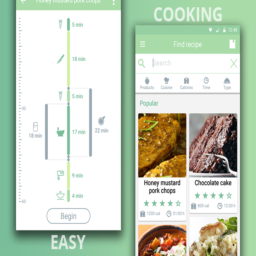 COOKING
Honey mustard pork chops
5 min
18 min
5 min
18 min
17 min
22 min
9 min
4 min
Begin
EASY
Find recipe
Search
Products
Cuisine
Calories
Time
Type
Popular
Honey mustard
pork chops
Chocolate cake